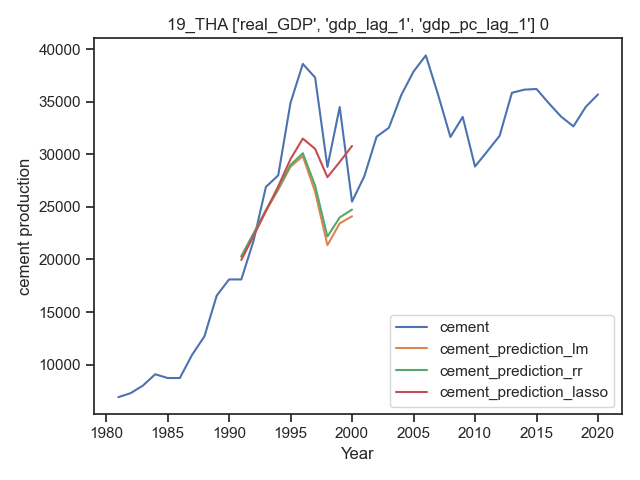 19_THA ['real_GDP', 'gdp_lag_1', 'gdp_pc_lag_1'] 0
40000
35000
30000
25000
20000
15000
10000
cement production
cement
cement_prediction_lm
cement_prediction_rr
cement_prediction_lasso
1980 1985 1990 1995 2000 2005 2010 2015 2020
Year